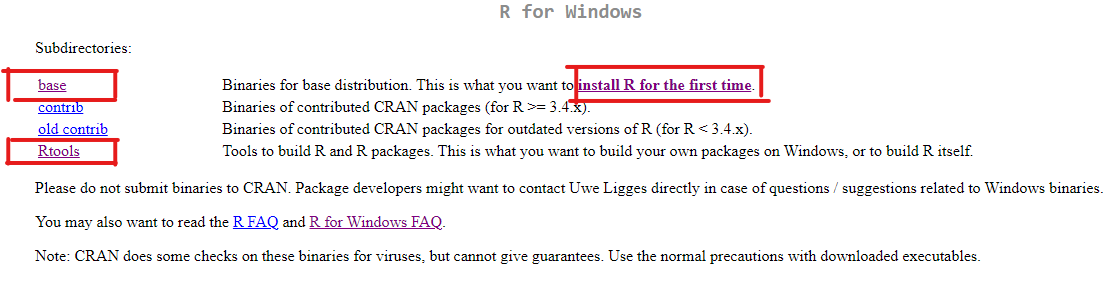 R for Windows
Subdirectories:
base Binaries for base distribution. This is what you want to install R for the first time.
contrib Binaries of contributed CRAN packages (for R >= 3.4.x).
old contrib Binaries of contributed CRAN packages for outdated versions of R (for R < 3.4.x).
Rtools Tools to build R and R packages. This is what you want to build your own packages on Windows, or to build R itself.
Please do not submit binaries to CRAN. Package developers might want to contact Uwe Ligges directly in case of questions / suggestions related to Windows binaries.
You may also want to read the R FAQ and R for Windows FAQ.
Note: CRAN does some checks on these binaries for viruses, but cannot give guarantees. Use the normal precautions with downloaded executables.